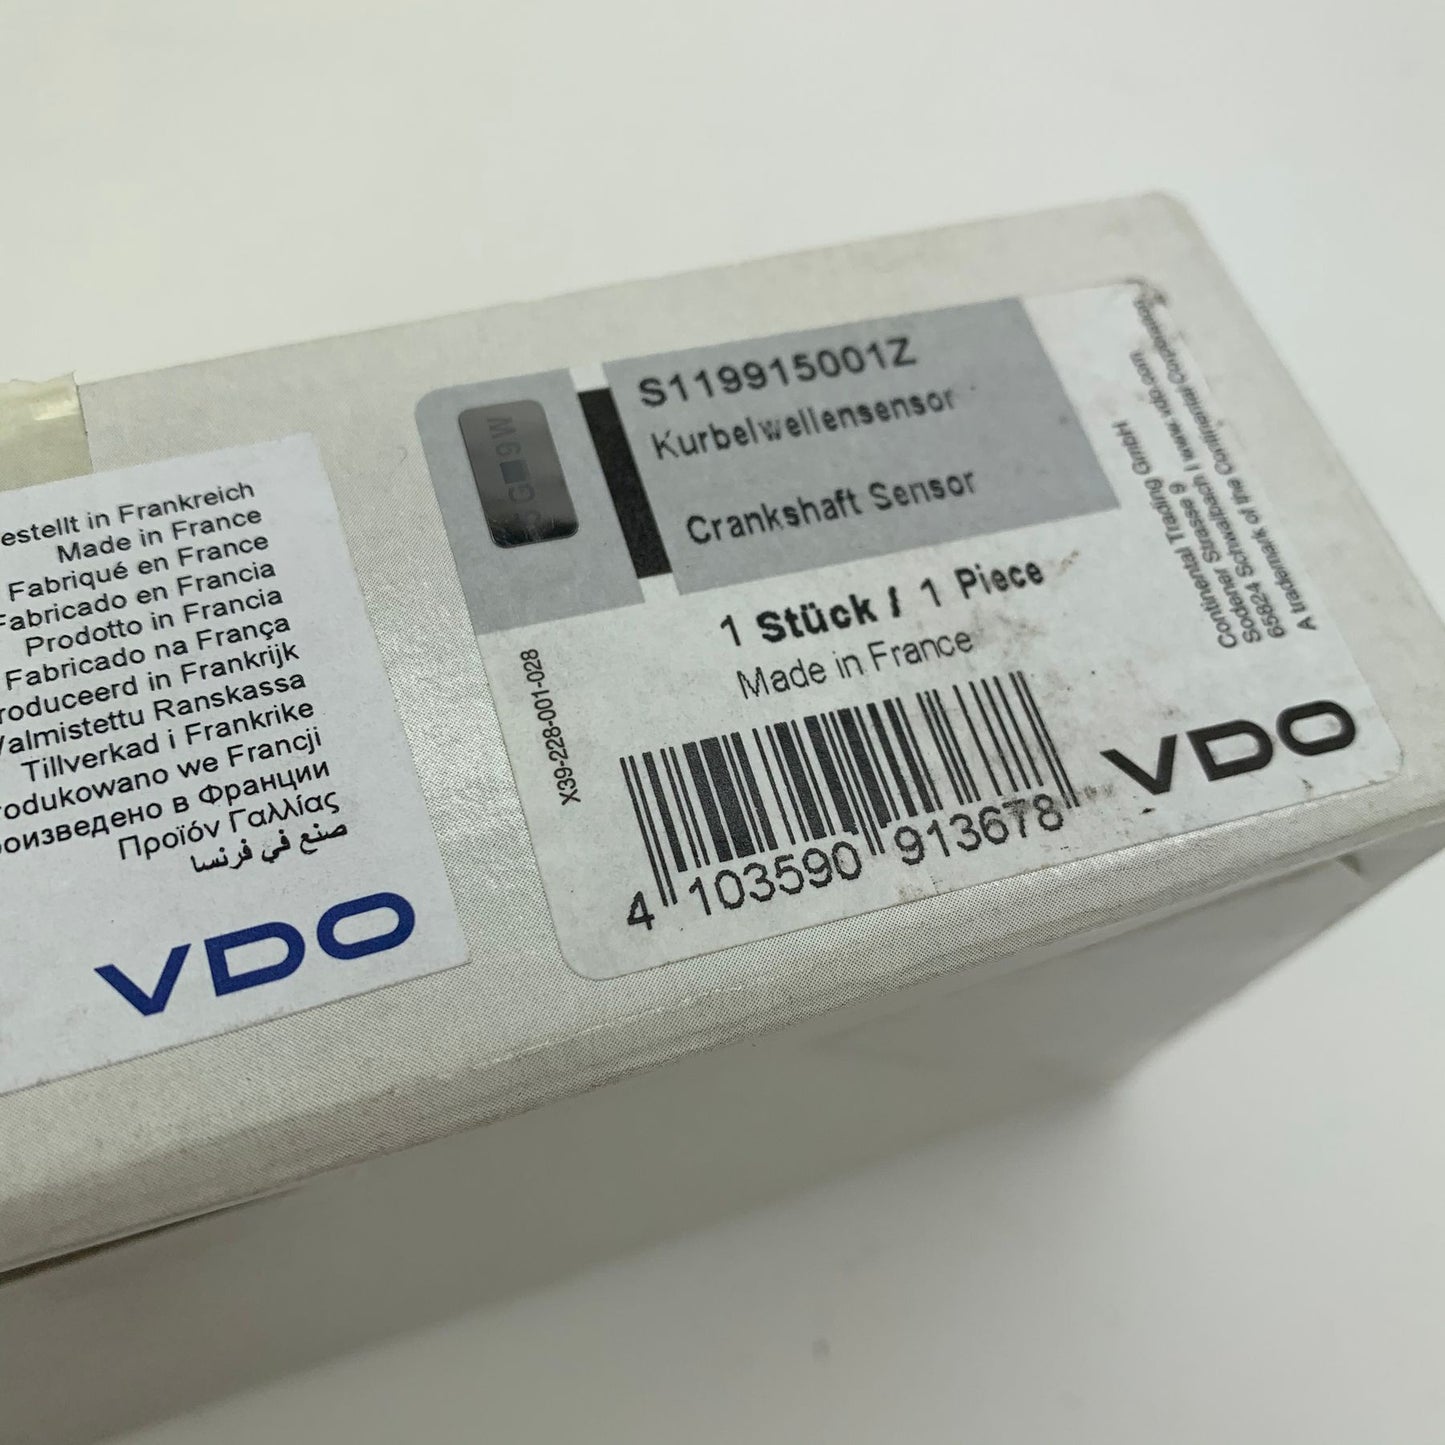 estellt in Frankreich
Made in France
Fabriqué en France
Fabricado en Francia
Prodotto in Francia
Fabricado na França
roduceerd in Frankrijk
Valmistettu Ranskassa
Tillverkad i Frankrike
rodukowano we Francji
оизведено в Франции
Προϊόν Γαλλίας
صنع في فرنسا
VDO
S119915001Z
Kurbelwellensensor
Crankshaft Sensor
1 Stück / 1 Piece
Made in France
X39-228-001-028
4 103590 913678
Continental Trading GmbH
Sodener Strasse 9
65824 Schwalbach | www.vdo.com
A trademark of the Continental Corporation
VDO